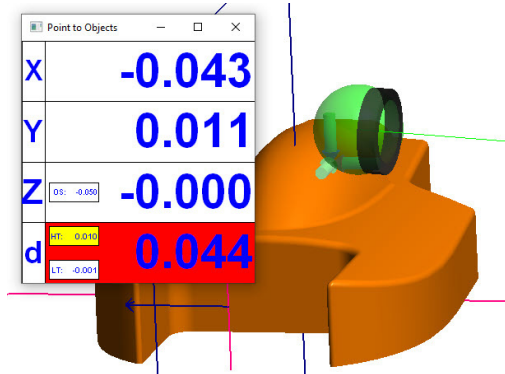 Point to Objects
X -0.043
Y 0.011
Z OS: -0.050 -0.000
d HT: 0.010 0.044
LT: -0.001